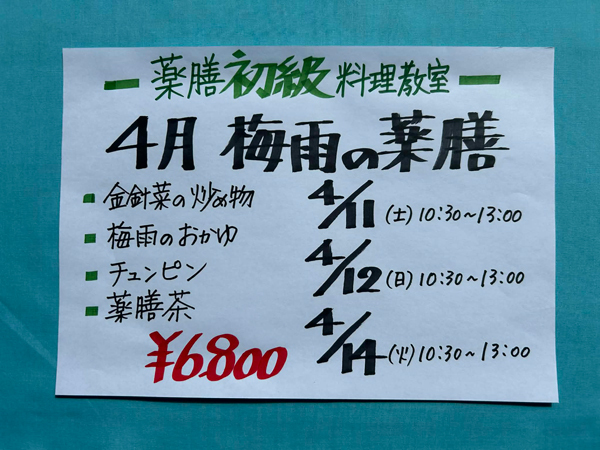 薬膳初級料理教室
4月 梅雨の薬膳
金針菜の炒め物
梅雨のおかゆ
チュンピン
薬膳茶
¥6800
4/11(土)10:30~13:00
4/12(日)10:30~13:00
4/14(火)10:30~13:00